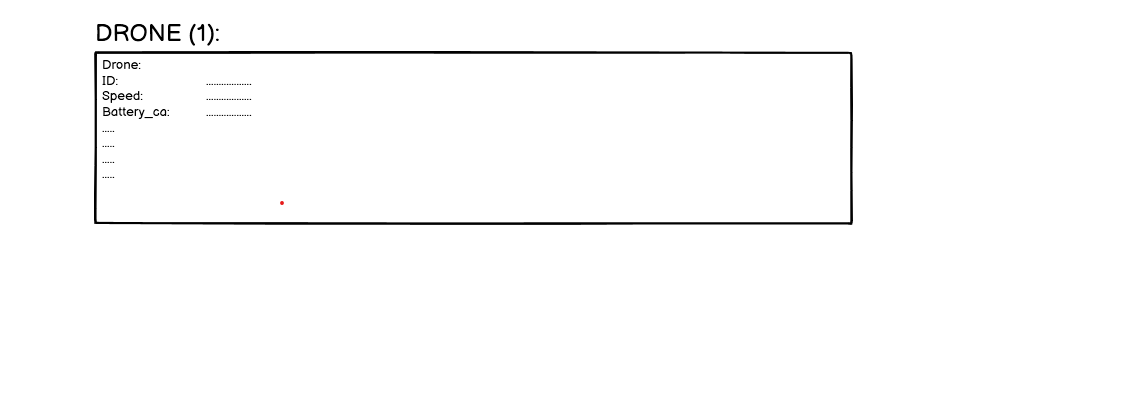 DRONE (1):
Drone:
ID: ..................
Speed: ..................
Battery_ca: ..................
.....
.....
.....
.....